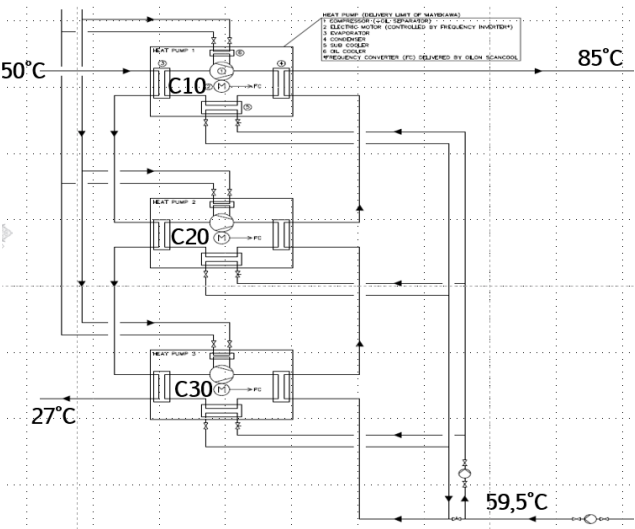 HEAT PUMP (DELIVERY LIMIT OF MAYEKAWA)
1 COMPRESSOR (+OIL SEPARATOR)
2 ELECTRIC MOTOR (CONTROLLED BY FREQUENCY INVERTER*)
3 EVAPORATOR
4 CONDENSER
5 SUB COOLER
6 OIL COOLER
*FREQUENCY CONVERTER (FC) DELIVERED BY OILON SCANCOOL
HEAT PUMP 1
50°C
85°C
C10
M
FC
HEAT PUMP 2
C20
M
FC
HEAT PUMP 3
C30
M
FC
27°C
59,5°C